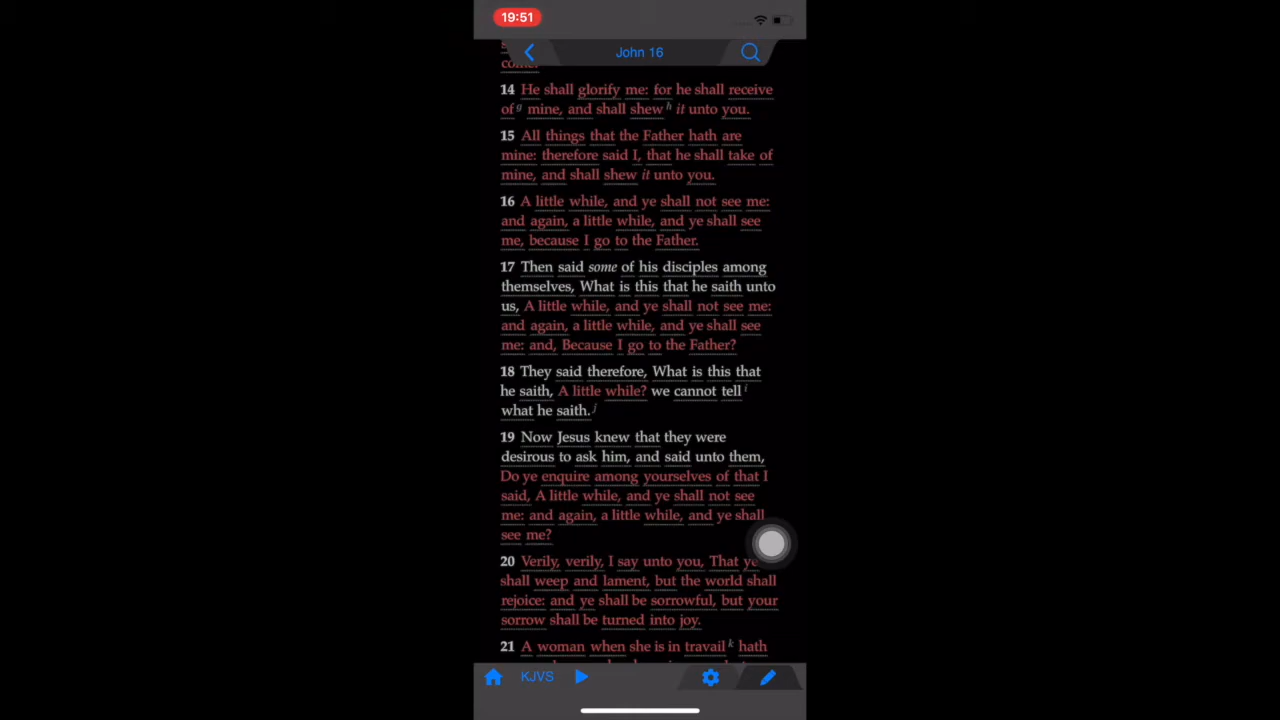 19:51
John 16
come.
14 He shall glorify me: for he shall receive
of g mine, and shall shew h it unto you.
15 All things that the Father hath are
mine: therefore said I, that he shall take of
mine, and shall shew it unto you.
16 A little while, and ye shall not see me:
and again, a little while, and ye shall see
me, because I go to the Father.
17 Then said some of his disciples among
themselves, What is this that he saith unto
us, A little while, and ye shall not see me:
and again, a little while, and ye shall see
me: and, Because I go to the Father?
18 They said therefore, What is this that
he saith, A little while? we cannot tell i
what he saith. j
19 Now Jesus knew that they were
desirous to ask him, and said unto them,
Do ye enquire among yourselves of that I
said, A little while, and ye shall not see
me: and again, a little while, and ye shall
see me?
20 Verily, verily, I say unto you, That ye
shall weep and lament, but the world shall
rejoice: and ye shall be sorrowful, but your
sorrow shall be turned into joy.
21 A woman when she is in travail k hath
KJVS